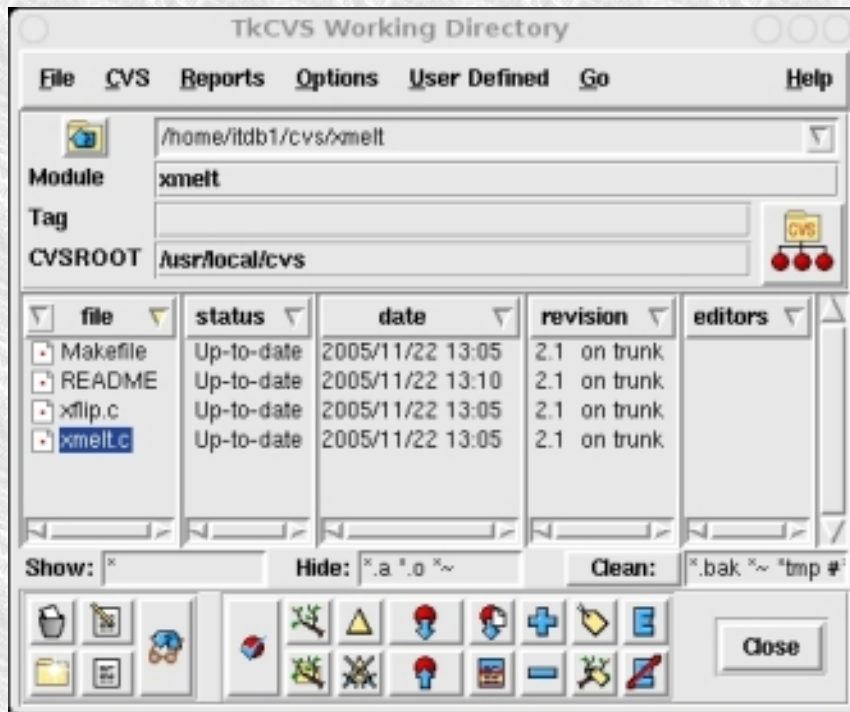 TkCVS Working Directory
File CVS Reports Options User Defined Go Help
/home/itdb1/cvs/xmelt
Module xmelt
Tag
CVSROOT /usr/local/cvs
CVS
file status date revision editors
Makefile Up-to-date 2005/11/22 13:05 2.1 on trunk
README Up-to-date 2005/11/22 13:10 2.1 on trunk
xflip.c Up-to-date 2005/11/22 13:05 2.1 on trunk
xmelt.c Up-to-date 2005/11/22 13:05 2.1 on trunk
Show: * Hide: *.a *.o *~ Clean: *.bak *~ *tmp #*
E
Close